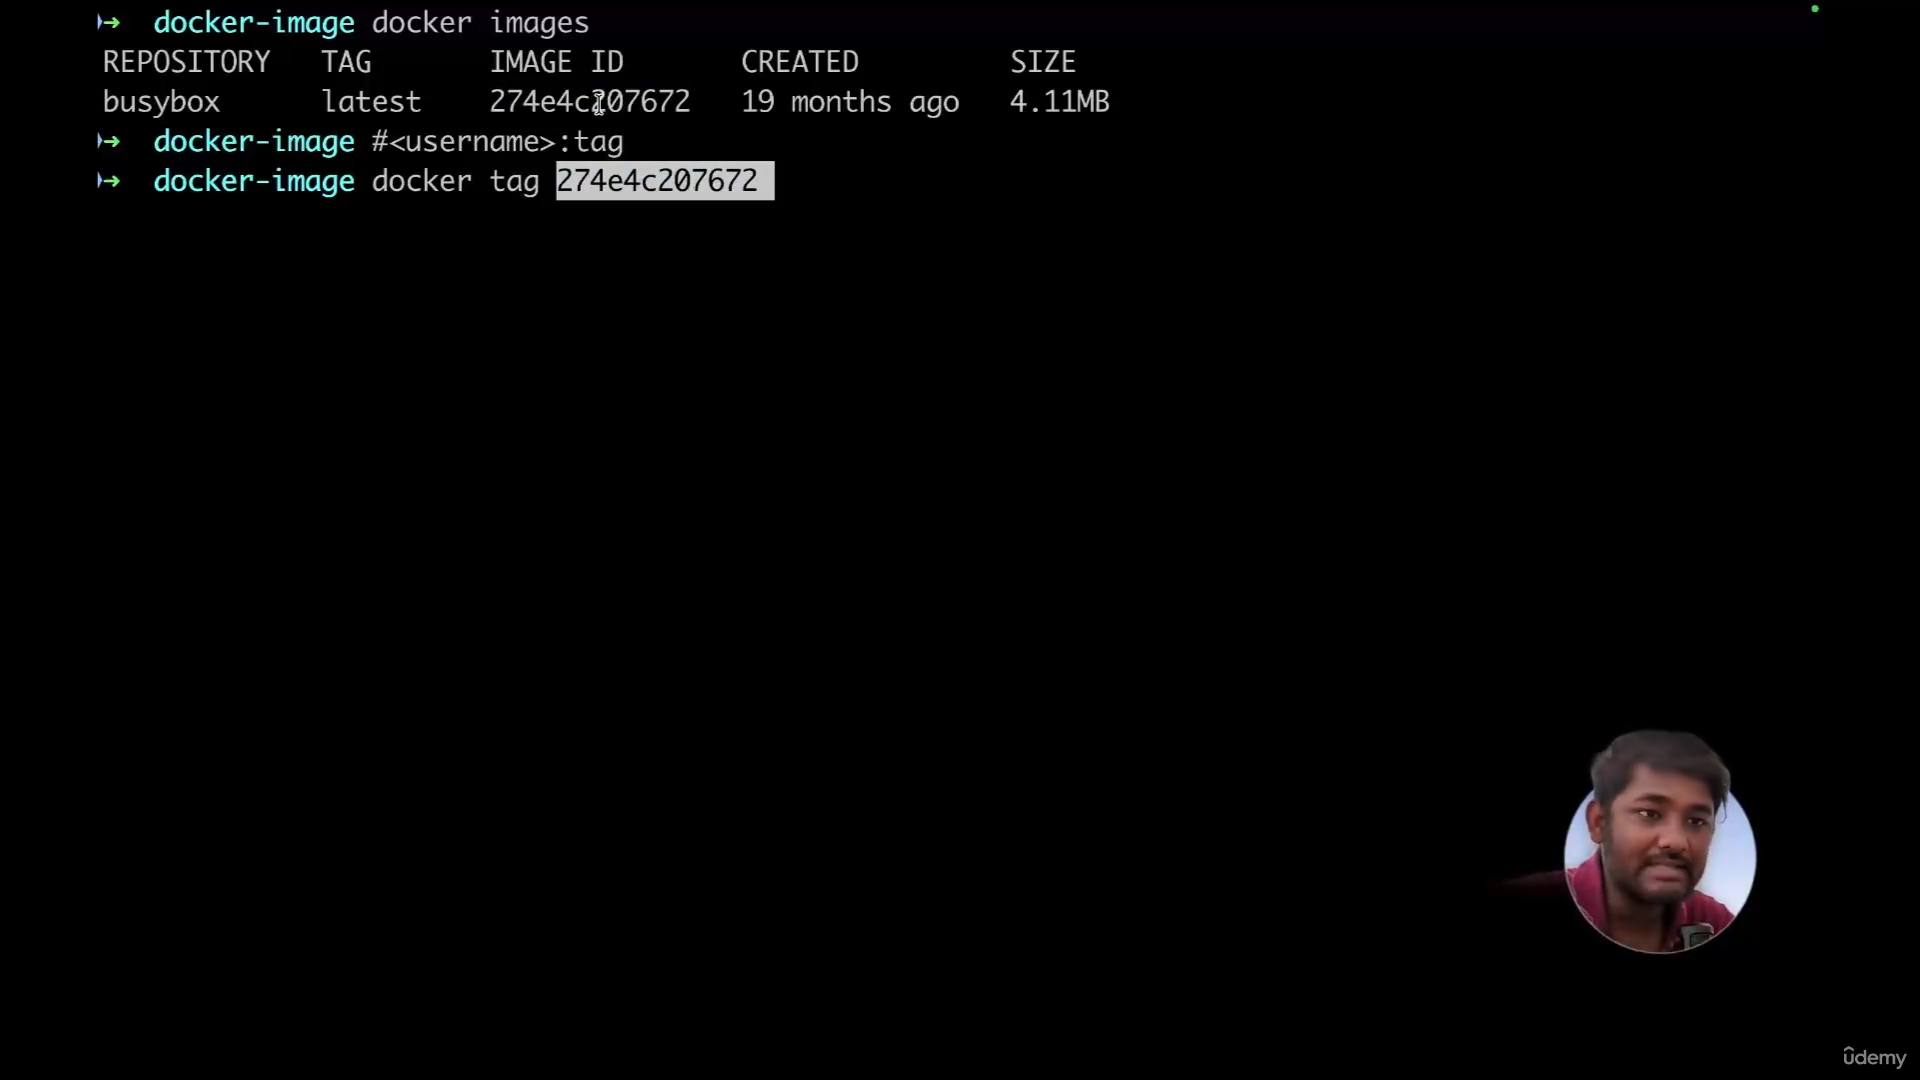 docker-image docker images
REPOSITORY TAG IMAGE ID CREATED SIZE
busybox latest 274e4c207672 19 months ago 4.11MB
docker-image #<username>:tag
docker-image docker tag 274e4c207672
ûdemy